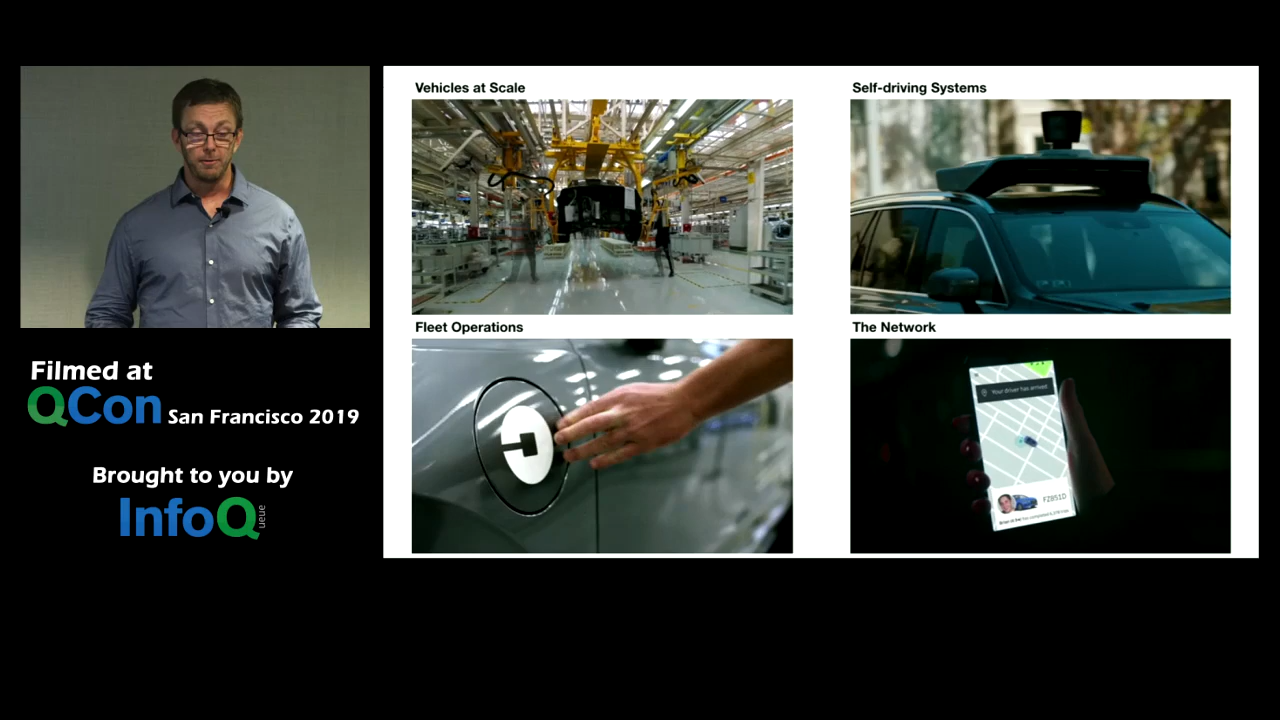 Vehicles at Scale
Self-driving Systems
Fleet Operations
The Network
Your driver has arrived
FZ851D
Filmed at
QCon San Francisco 2019
Brought to you by
InfoQ
ueue